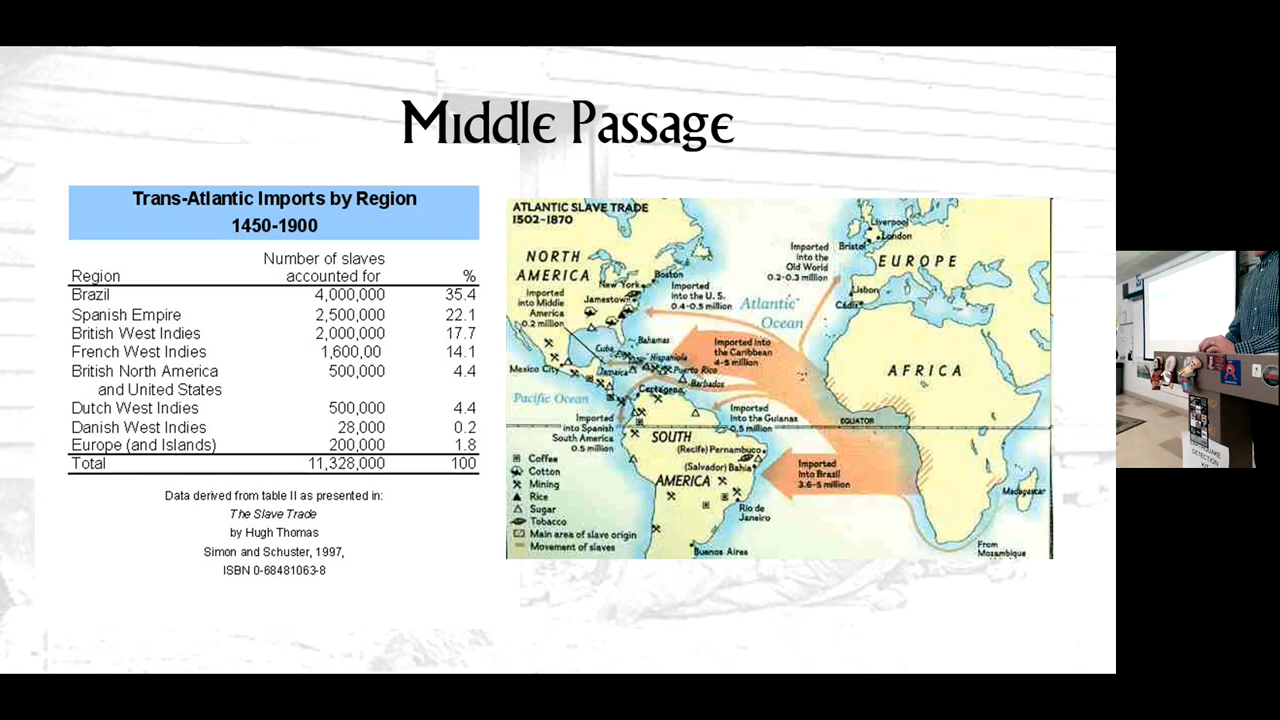 Middle Passage
Trans-Atlantic Imports by Region
1450-1900
Number of slaves
Region accounted for %
Brazil 4,000,000 35.4
Spanish Empire 2,500,000 22.1
British West Indies 2,000,000 17.7
French West Indies 1,600,00 14.1
British North America 500,000 4.4
and United States
Dutch West Indies 500,000 4.4
Danish West Indies 28,000 0.2
Europe (and Islands) 200,000 1.8
Total 11,328,000 100
Data derived from table II as presented in:
The Slave Trade
by Hugh Thomas
Simon and Schuster, 1997,
ISBN 0-68481063-8
ATLANTIC SLAVE TRADE
1502-1870
NORTH
AMERICA
Boston
New York
Jamestown
Imported
into Middle
America
0.2 million
Imported
into the U. S.
0.4-0.5 million
Atlantic
Ocean
Imported
into the
Old World
0.2-0.3 million
Liverpool
London
Bristol
EUROPE
Lisbon
Cádiz
Bahamas
Cuba
Hispaniola
Jamaica
Puerto Rico
Barbados
Mexico City
Cartagena
Imported into
the Caribbean
4-5 million
AFRICA
Pacific Ocean
Imported
into Spanish
South America
0.5 million
Imported
into the Guianas
0.5 million
EQUATOR
SOUTH
AMERICA
(Recife) Pernambuco
(Salvador) Bahia
Imported
into Brazil
3.6-5 million
Rio de
Janeiro
Buenos Aires
Madagascar
From
Mozambique
Coffee
Cotton
Mining
Rice
Sugar
Tobacco
Main area of slave origin
Movement of slaves
DETECTION
KIT